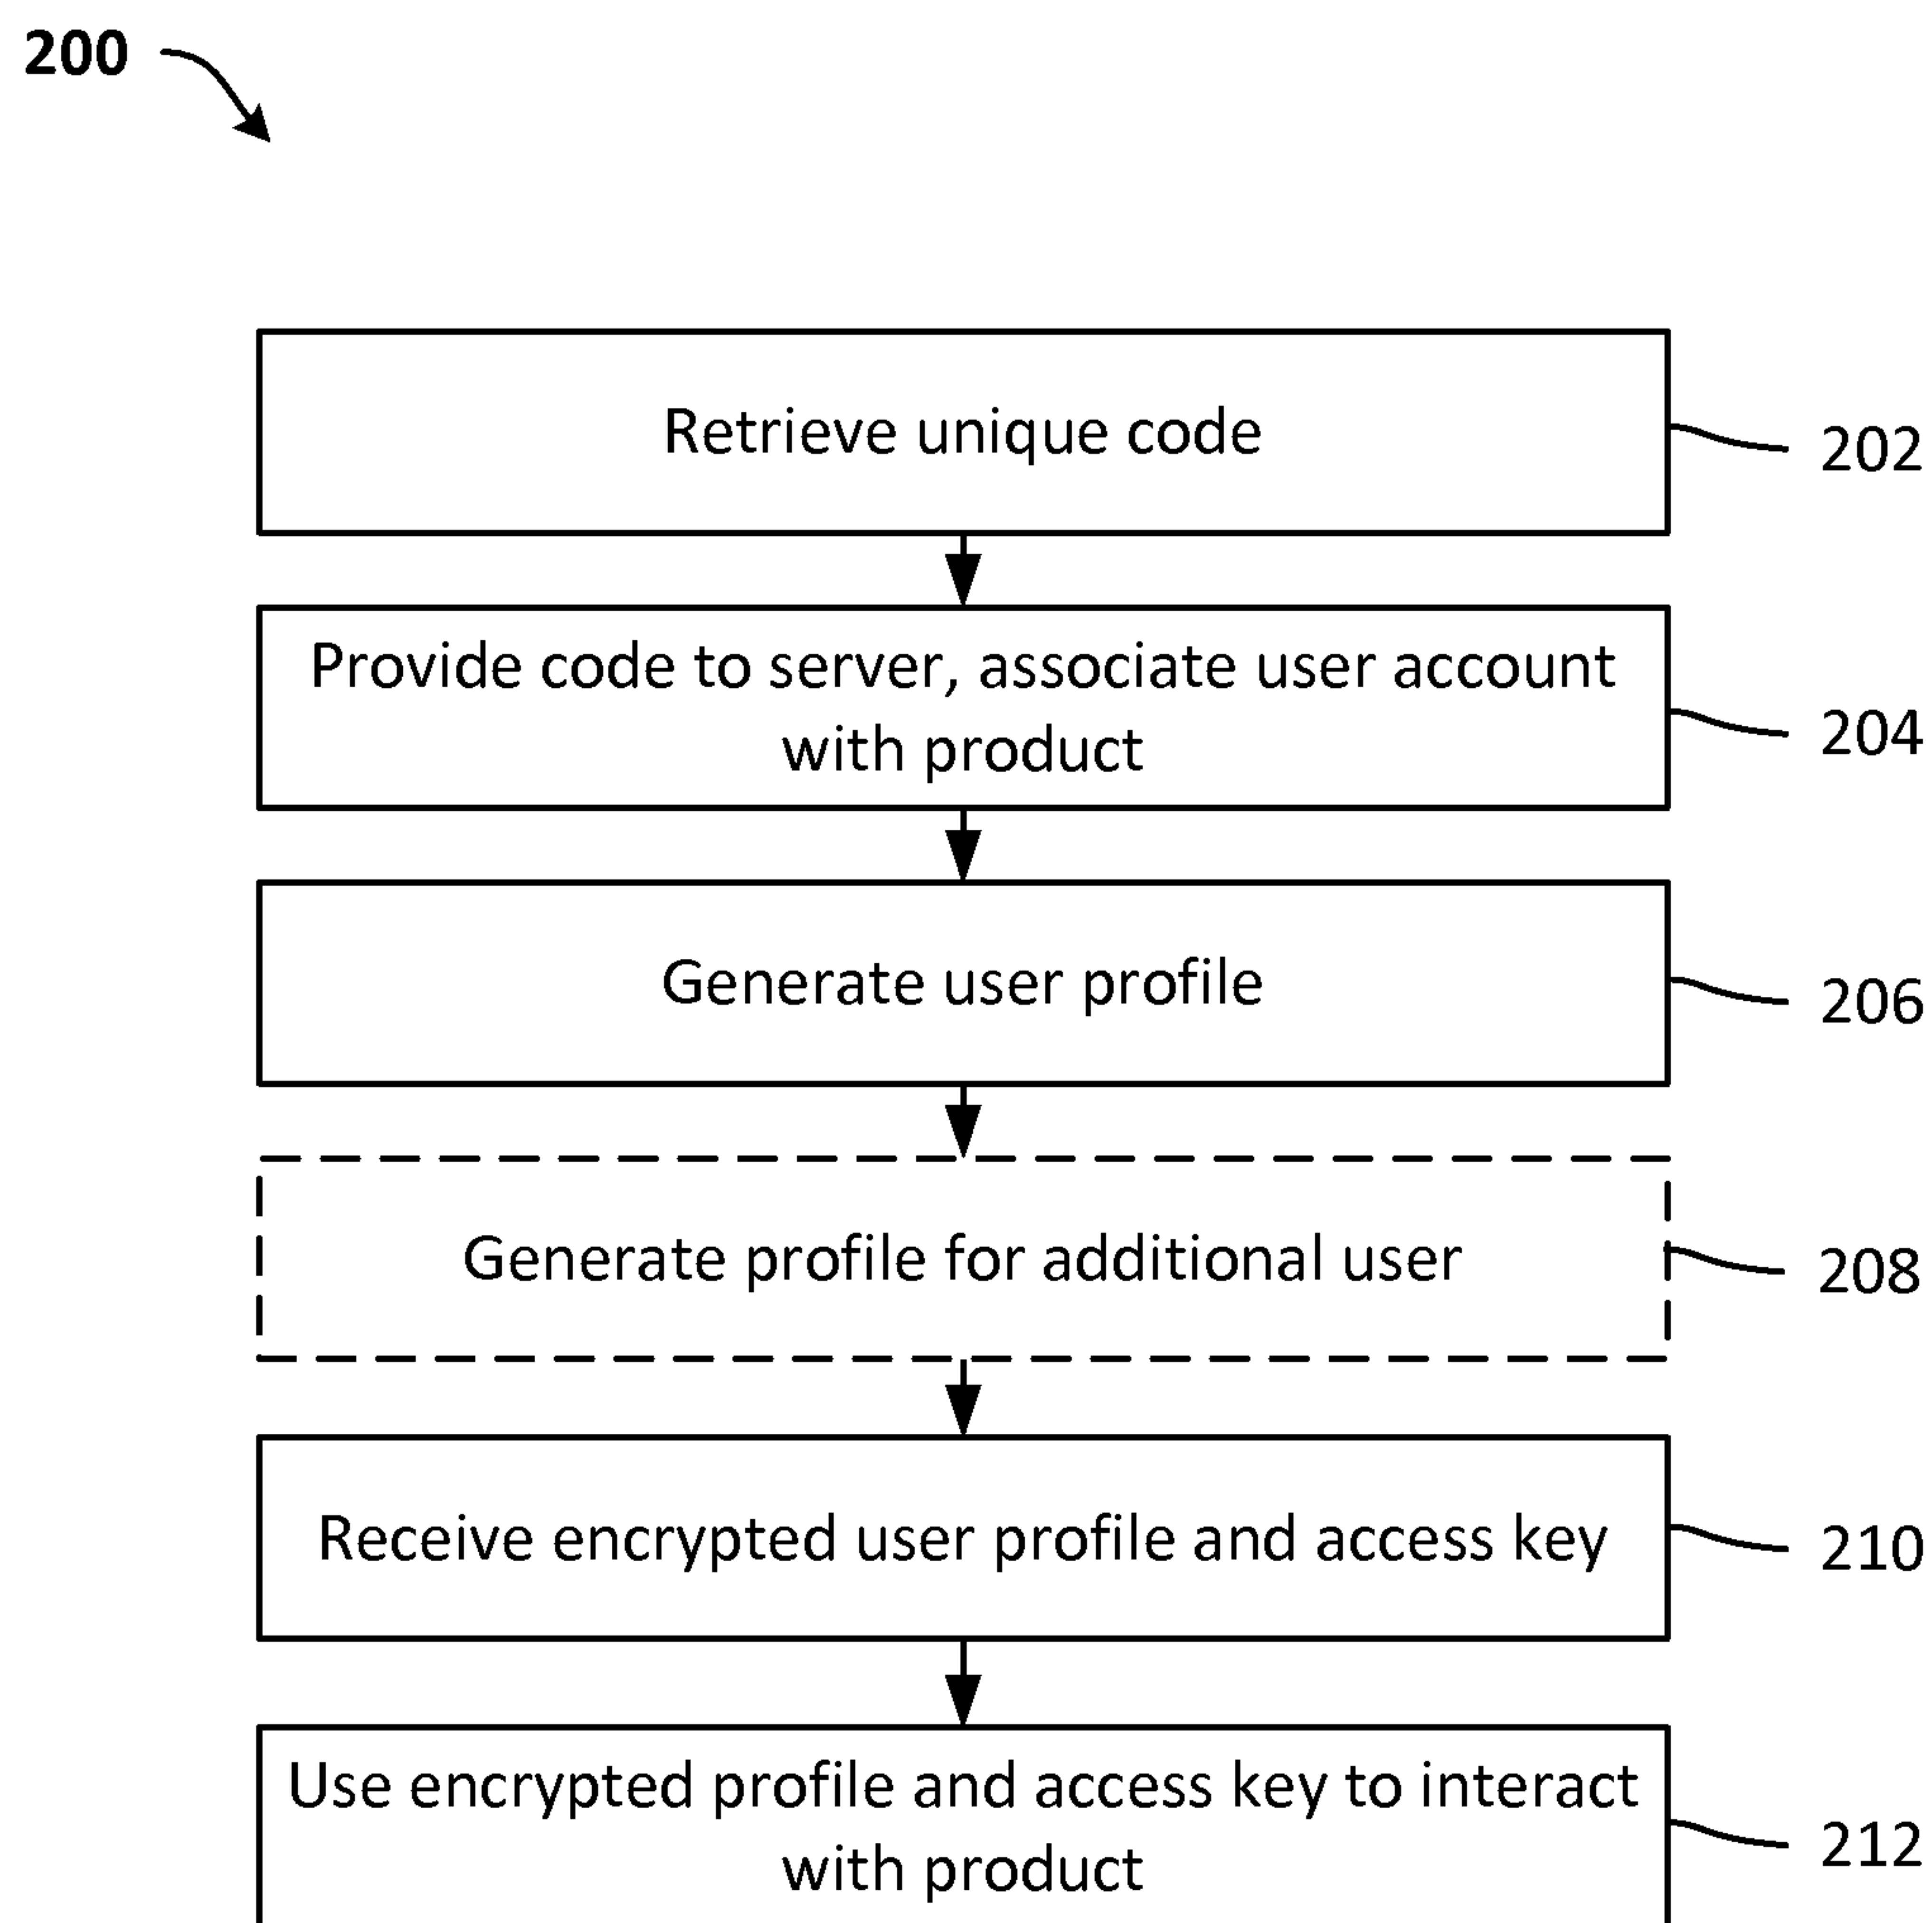 200
Retrieve unique code
202
Provide code to server, associate user account
with product
204
Generate user profile
206
Generate profile for additional user
208
Receive encrypted user profile and access key
210
Use encrypted profile and access key to interact
with product
212